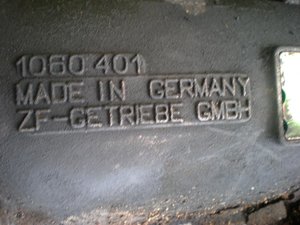 1060 401
MADE IN GERMANY
ZF-GETRIEBE GMBH